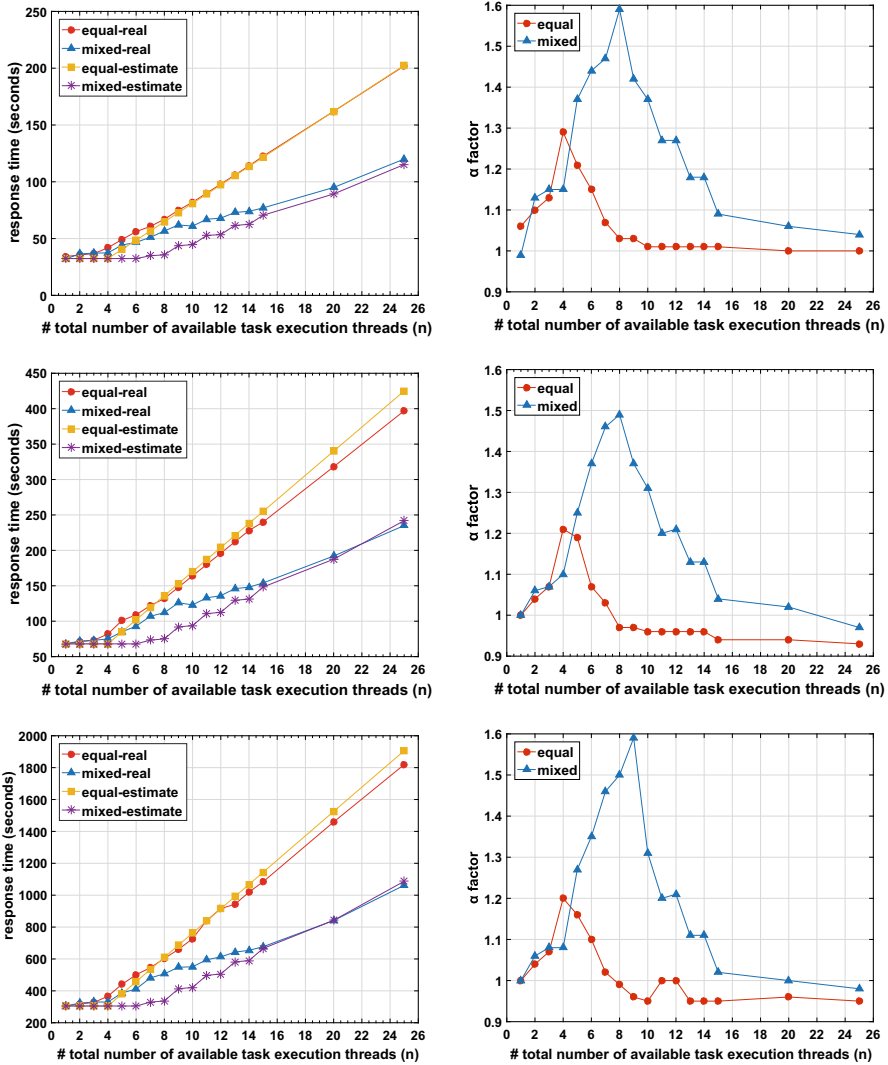 250
200
150
100
50
0
response time (seconds)
equal-real
mixed-real
equal-estimate
mixed-estimate
0 2 4 6 8 10 12 14 16 18 20 22 24 26
# total number of available task execution threads (n)
1.6
1.5
1.4
1.3
1.2
1.1
1
0.9
α factor
equal
mixed
0 2 4 6 8 10 12 14 16 18 20 22 24 26
# total number of available task execution threads (n)
450
400
350
300
250
200
150
100
50
response time (seconds)
equal-real
mixed-real
equal-estimate
mixed-estimate
0 2 4 6 8 10 12 14 16 18 20 22 24 26
# total number of available task execution threads (n)
1.6
1.5
1.4
1.3
1.2
1.1
1
0.9
α factor
equal
mixed
0 2 4 6 8 10 12 14 16 18 20 22 24 26
# total number of available task execution threads (n)
2000
1800
1600
1400
1200
1000
800
600
400
200
response time (seconds)
equal-real
mixed-real
equal-estimate
mixed-estimate
0 2 4 6 8 10 12 14 16 18 20 22 24 26
# total number of available task execution threads (n)
1.6
1.5
1.4
1.3
1.2
1.1
1
0.9
α factor
equal
mixed
0 2 4 6 8 10 12 14 16 18 20 22 24 26
# total number of available task execution threads (n)